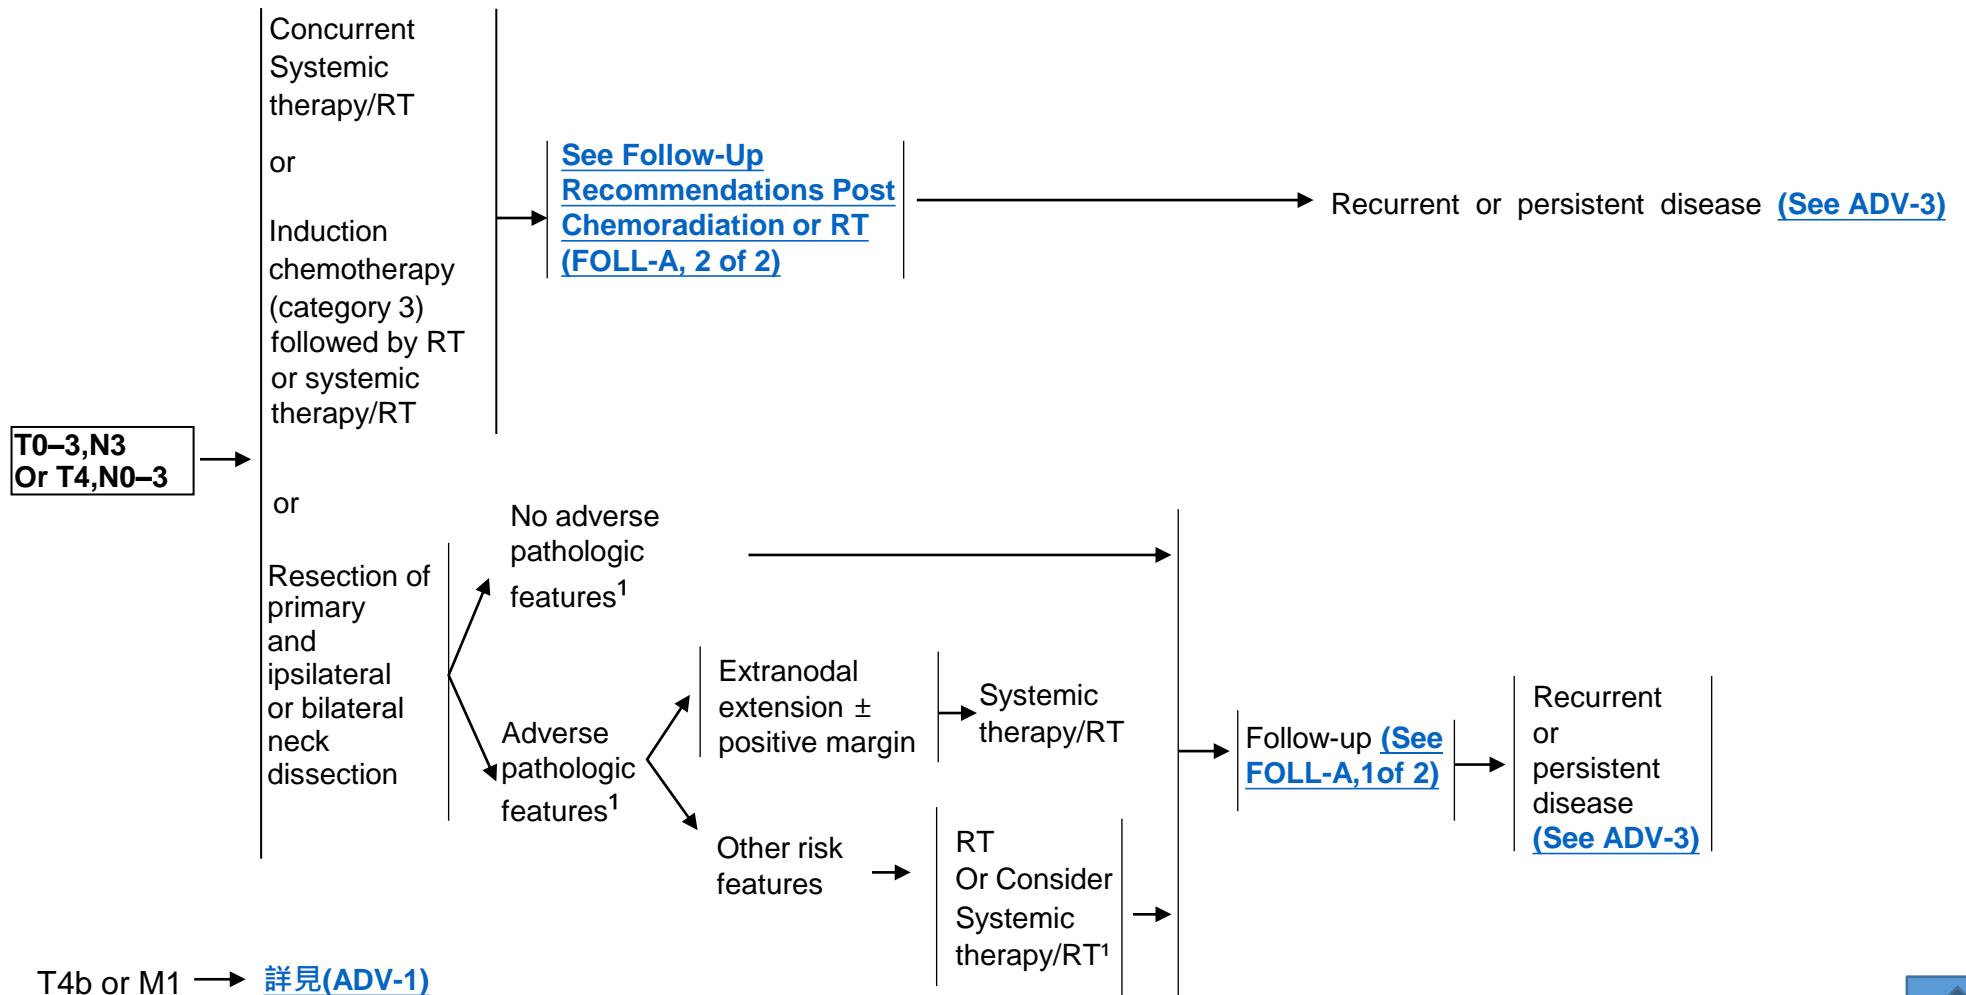 T0–3,N3
Or T4,N0–3
Concurrent
Systemic
therapy/RT
or
Induction
chemotherapy
(category 3)
followed by RT
or systemic
therapy/RT
See Follow-Up
Recommendations Post
Chemoradiation or RT
(FOLL-A, 2 of 2)
Recurrent or persistent disease (See ADV-3)
or
Resection of
primary
and
ipsilateral
or bilateral
neck
dissection
No adverse
pathologic
features¹
Adverse
pathologic
features¹
Extranodal
extension ±
positive margin
Systemic
therapy/RT
Other risk
features
RT
Or Consider
Systemic
therapy/RT¹
Follow-up (See
FOLL-A,1of 2)
Recurrent
or
persistent
disease
(See ADV-3)
T4b or M1
詳見(ADV-1)